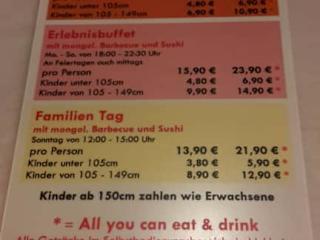 Kinder unter 105cm 4,80 € 6,90 € *
Kinder von 105 - 149cm 6,90 € 10,90 € *
Erlebnisbuffet
mit mongol. Barbecue und Sushi
Mo. - So. von 18:00 - 22:30 Uhr
An Feiertagen auch mittags
pro Person 15,90 € 23,90 € *
Kinder unter 105cm 4,80 € 6,90 € *
Kinder von 105 - 149cm 9,90 € 14,90 € *
Familien Tag
mit mongol. Barbecue und Sushi
Sonntag von 12:00 - 15:00 Uhr
pro Person 13,90 € 21,90 € *
Kinder unter 105cm 3,80 € 5,90 € *
Kinder von 105 - 149cm 8,90 € 12,90 € *
Kinder ab 150cm zahlen wie Erwachsene
* = All you can eat & drink